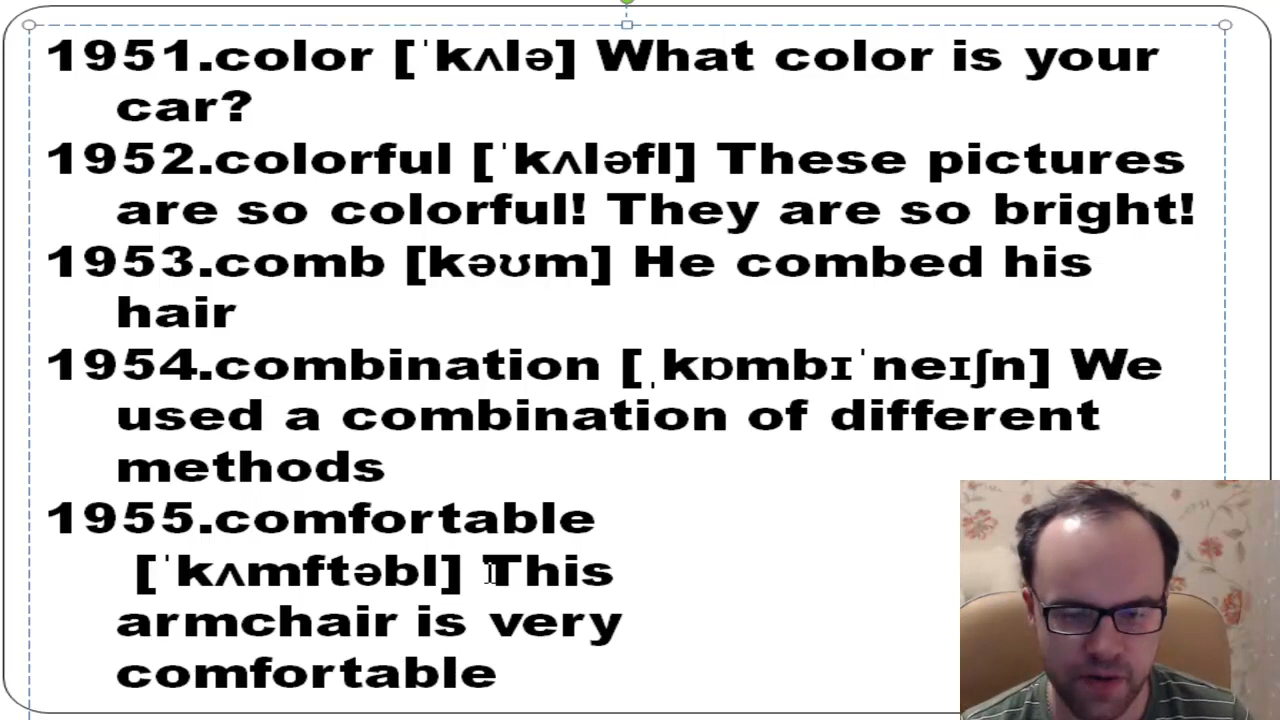 1951.color [ˈkʌlə] What color is your
car?
1952.colorful [ˈkʌləfl] These pictures
are so colorful! They are so bright!
1953.comb [kəʊm] He combed his
hair
1954.combination [ˌkɒmbɪˈneɪʃn] We
used a combination of different
methods
1955.comfortable
[ˈkʌmftəbl] This
armchair is very
comfortable